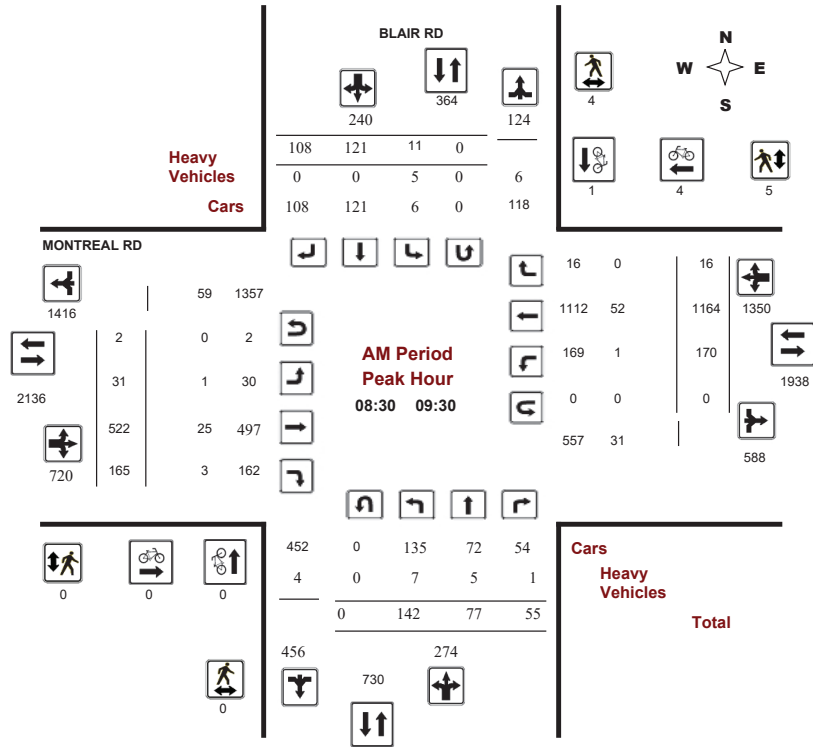 BLAIR RD
N
W E
S
364
4
240
124
108 121 11 0
Heavy
Vehicles
0 0 5 0 6
1 4 5
Cars
108 121 6 0 118
MONTREAL RD
16 0 16
1416
59 1357
1112 52 1164 1350
2 0 2
AM Period
Peak Hour
169 1 170
2136
31 1 30
1938
08:30 09:30
0 0 0
522 25 497
557 31
588
720
165 3 162
452 0 135 72 54
Cars
4 0 7 5 1
Heavy
Vehicles
0 0 0
0 142 77 55
Total
456 274
730
0